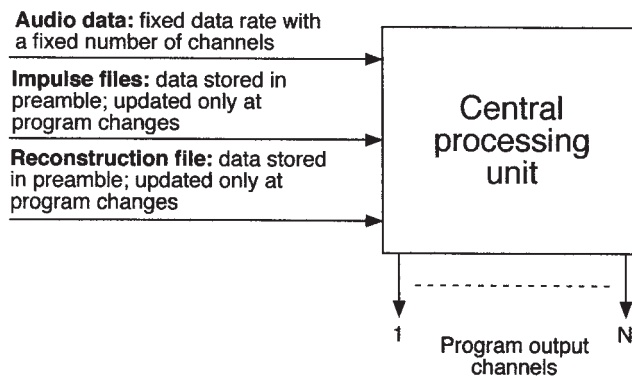 Audio data: fixed data rate with
a fixed number of channels
Impulse files: data stored in
preamble; updated only at
program changes
Reconstruction file: data stored
in preamble; updated only at
program changes
Central
processing
unit
1
N
Program output
channels